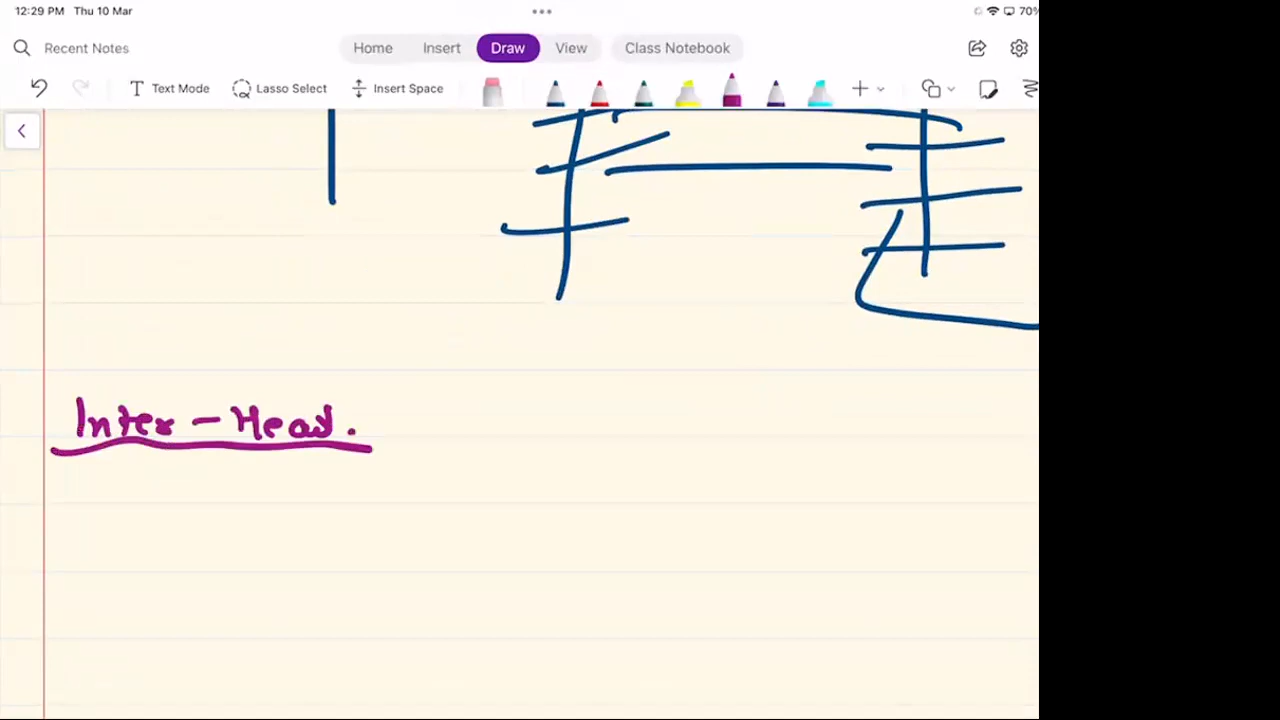 12:29 PM Thu 10 Mar 70%
Recent Notes Home Insert Draw View Class Notebook
Text Mode Lasso Select Insert Space
Inter - Head.